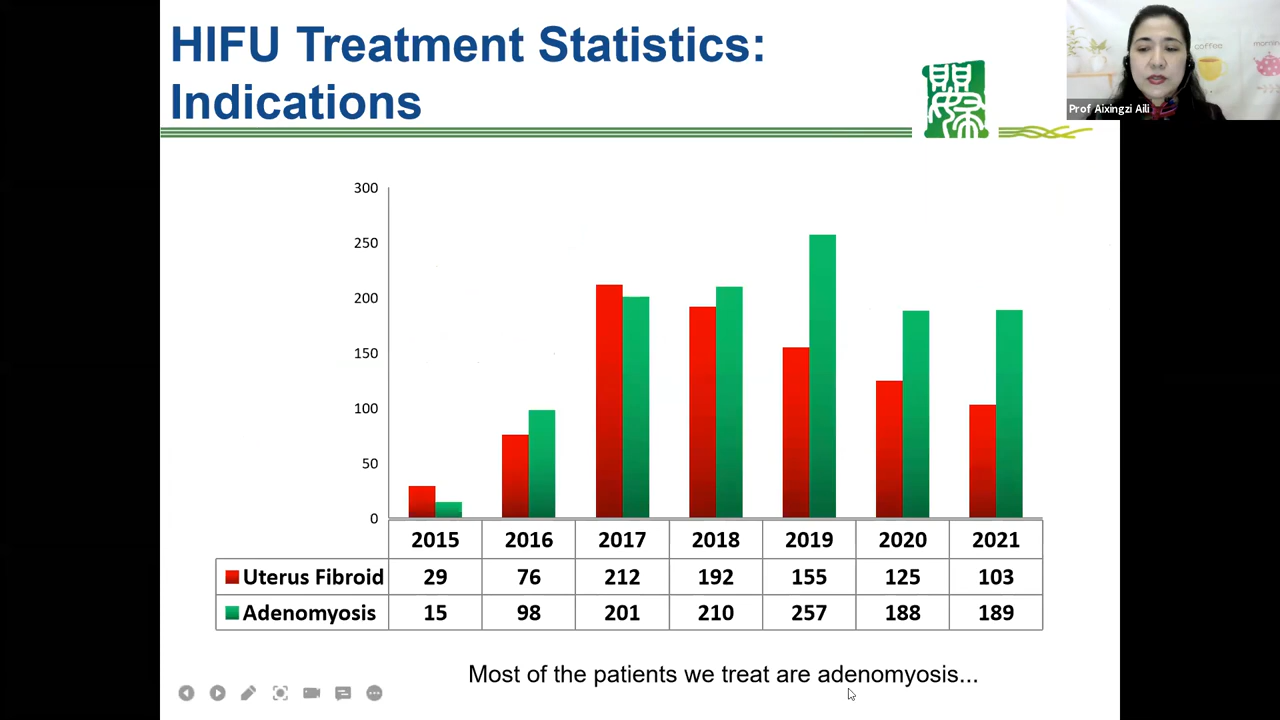 HIFU Treatment Statistics:
Indications
coffee
Prof Aixingzi Aili
300
250
200
150
100
50
0
2015 2016 2017 2018 2019 2020 2021
Uterus Fibroid 29 76 212 192 155 125 103
Adenomyosis 15 98 201 210 257 188 189
Most of the patients we treat are adenomyosis...